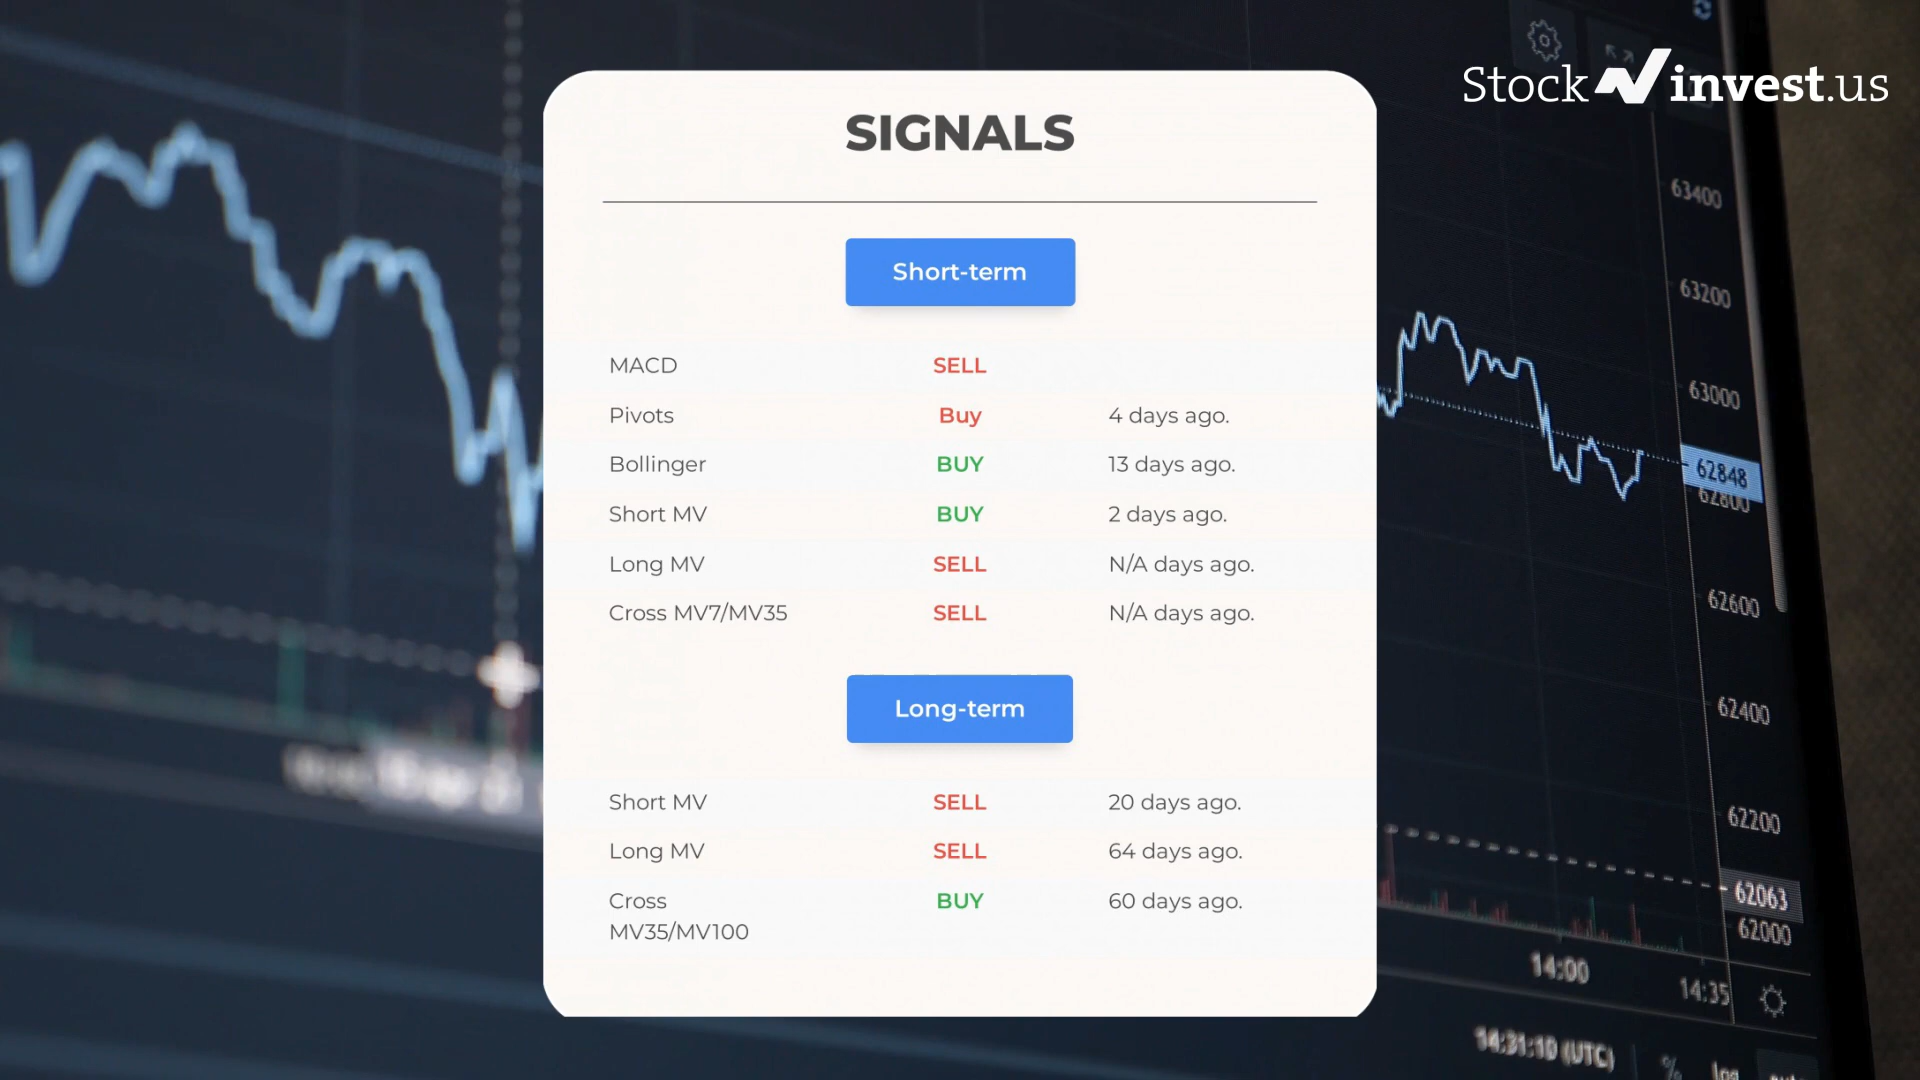 Stock invest.us
SIGNALS
Short-term
MACD SELL
Pivots Buy 4 days ago.
Bollinger BUY 13 days ago.
Short MV BUY 2 days ago.
Long MV SELL N/A days ago.
Cross MV7/MV35 SELL N/A days ago.
Long-term
Short MV SELL 20 days ago.
Long MV SELL 64 days ago.
Cross BUY 60 days ago.
MV35/MV100
63400
63200
63000
62848
62800
62600
62400
62200
62063
62000
14:00
14:35
14:31:19 (UTC) % log